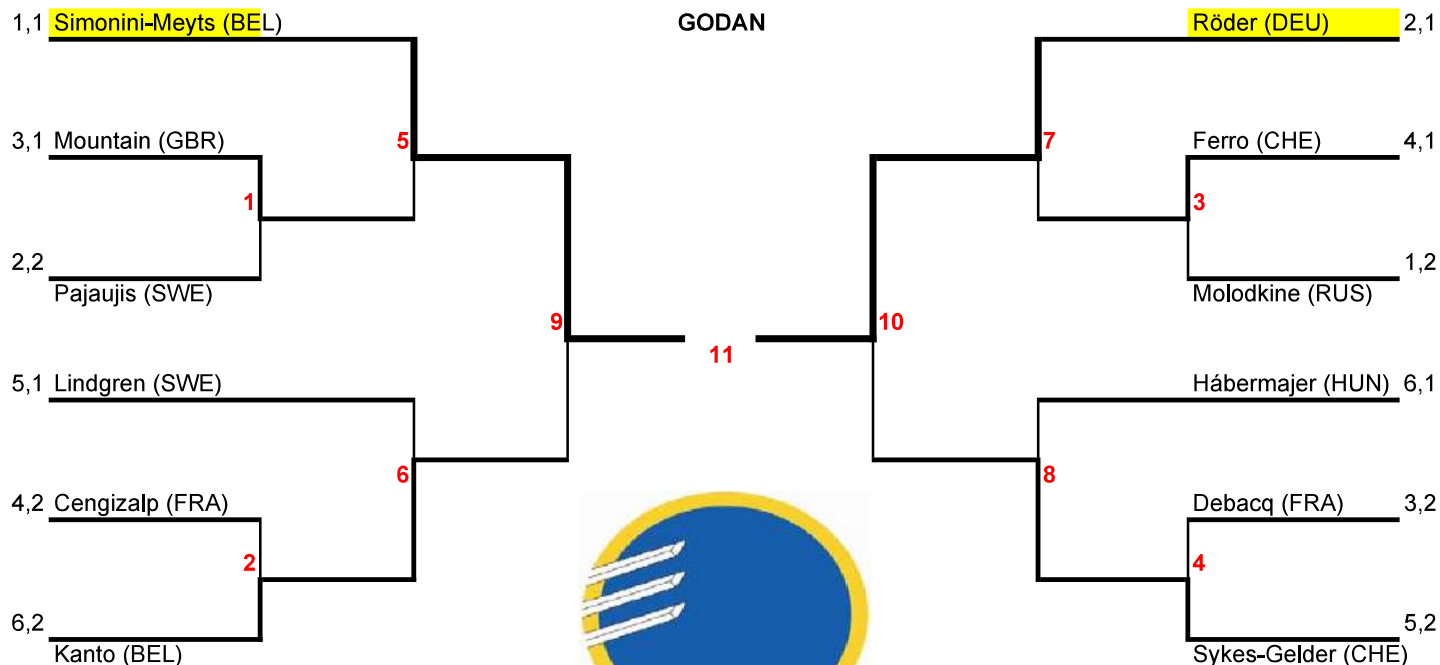 1,1 Simonini-Meyts (BEL) GODAN Röder (DEU) 2,1
3,1 Mountain (GBR) 5 7 Ferro (CHE) 4,1
1 3
2,2 1,2
Pajaujis (SWE) Molodkine (RUS)
9 10
11
5,1 Lindgren (SWE) Hábermajer (HUN) 6,1
6 8
4,2 Cengizalp (FRA) Debacq (FRA) 3,2
2 4
6,2 5,2
Kanto (BEL) Sykes-Gelder (CHE)